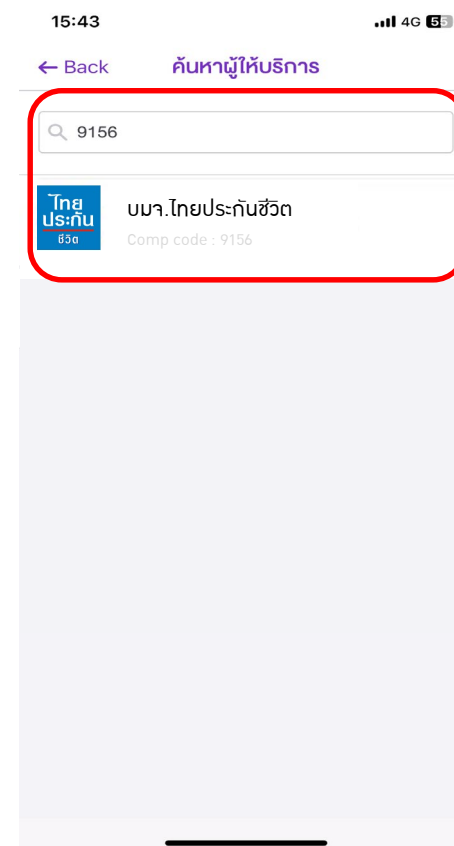 15:43
4G 55
← Back
ค้นหาผู้ให้บริการ
9156
ไทย
ประกัน
ชีวิต
บมจ.ไทยประกันชีวิต
Comp code : 9156